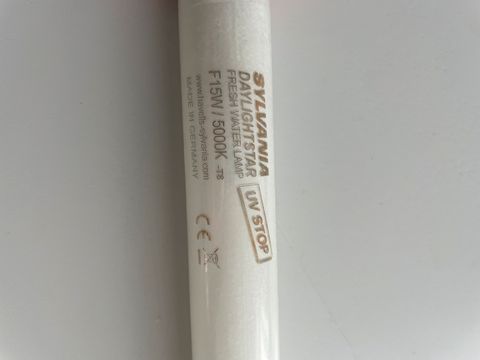 SYLVANIA
DAYLIGHTSTAR
FRESH WATER LAMP
F15W / 5000K -T8
www.havells-sylvania.com
MADE IN GERMANY
UV STOP
CE